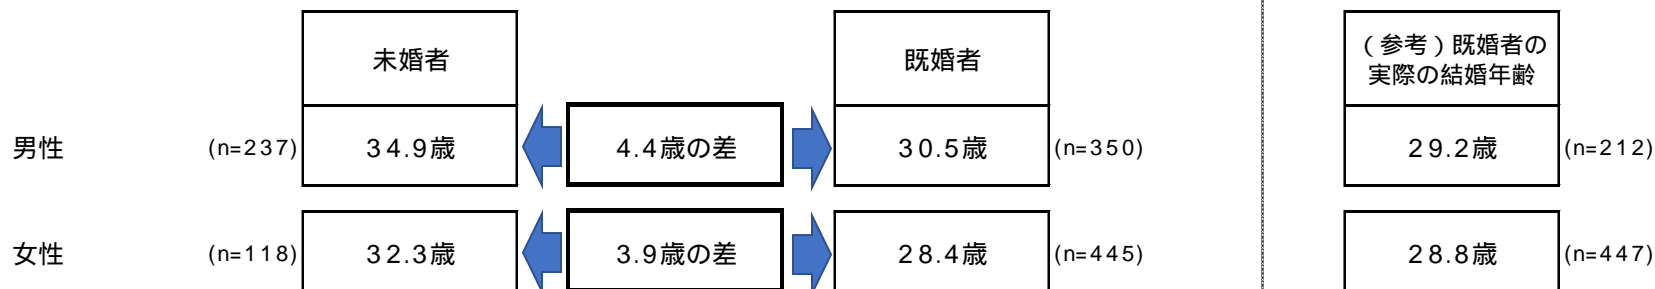 未婚者
既婚者
（参考）既婚者の
実際の結婚年齢
男性 (n=237) 34.9歳 4.4歳の差 30.5歳 (n=350) 29.2歳 (n=212)
女性 (n=118) 32.3歳 3.9歳の差 28.4歳 (n=445) 28.8歳 (n=447)